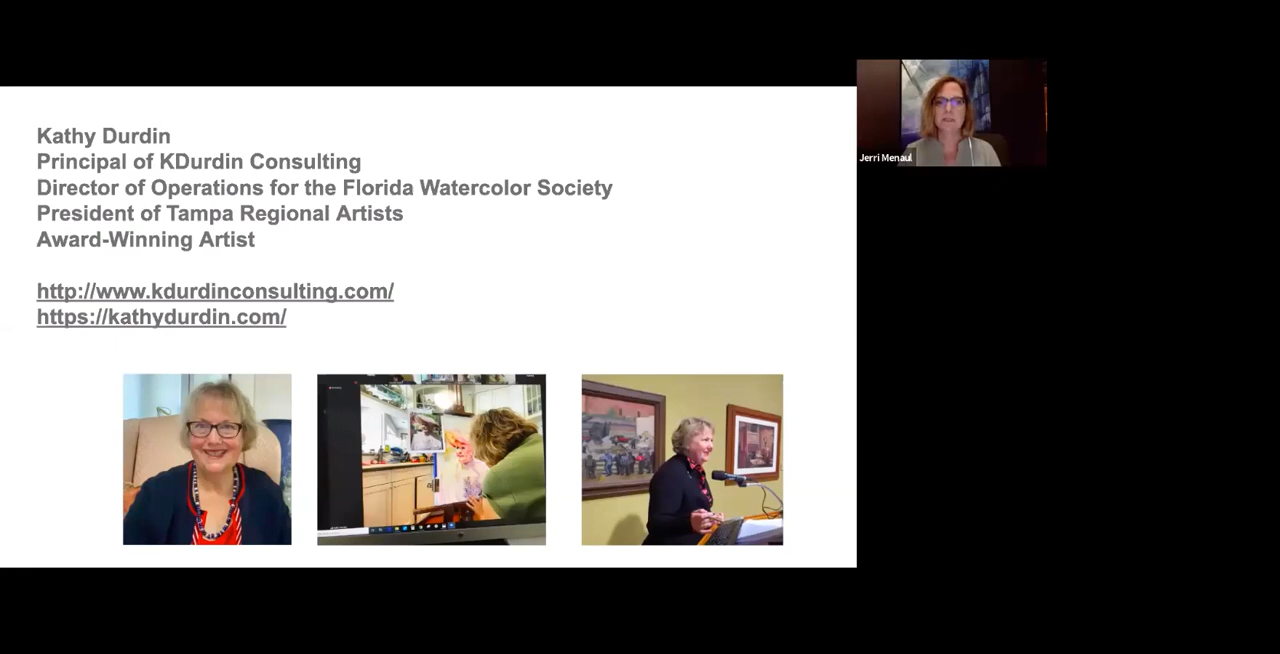 Kathy Durdin
Principal of KDurdin Consulting
Director of Operations for the Florida Watercolor Society
President of Tampa Regional Artists
Award-Winning Artist
http://www.kdurdinconsulting.com/
https://kathydurdin.com/
Jerri Menaul